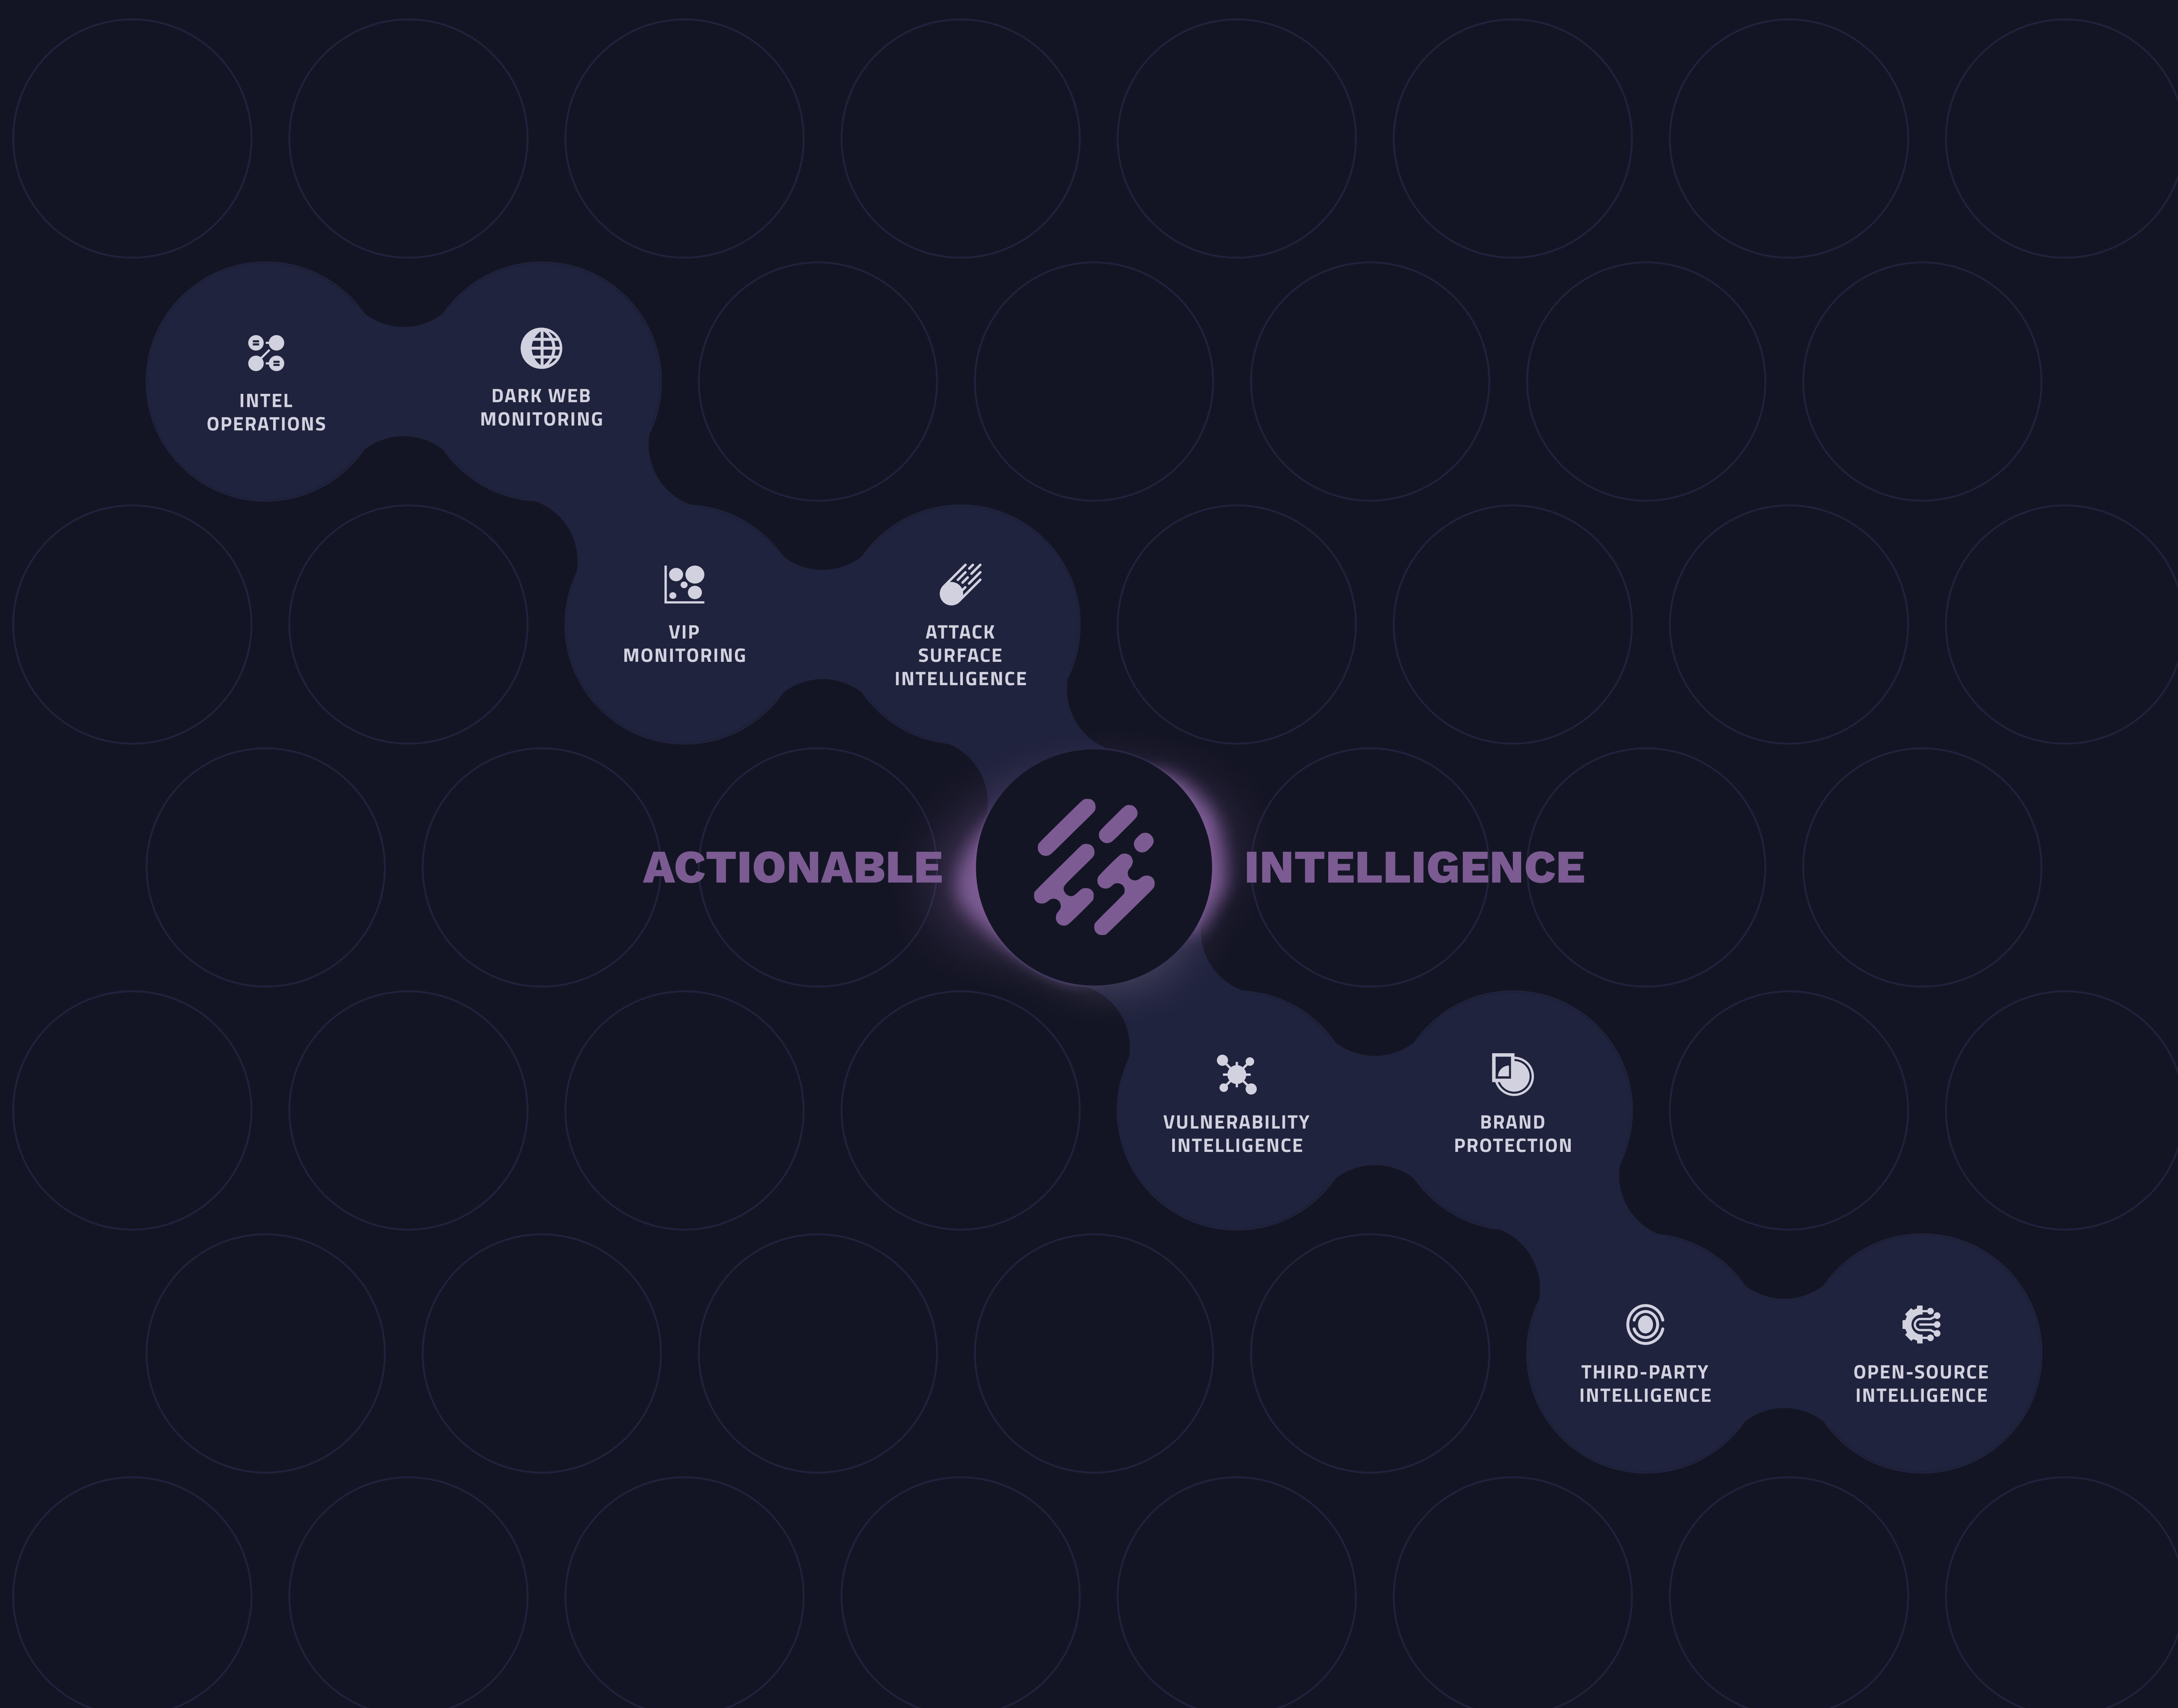 INTEL
OPERATIONS
DARK WEB
MONITORING
VIP
MONITORING
ATTACK
SURFACE
INTELLIGENCE
ACTIONABLE INTELLIGENCE
VULNERABILITY
INTELLIGENCE
BRAND
PROTECTION
THIRD-PARTY
INTELLIGENCE
OPEN-SOURCE
INTELLIGENCE